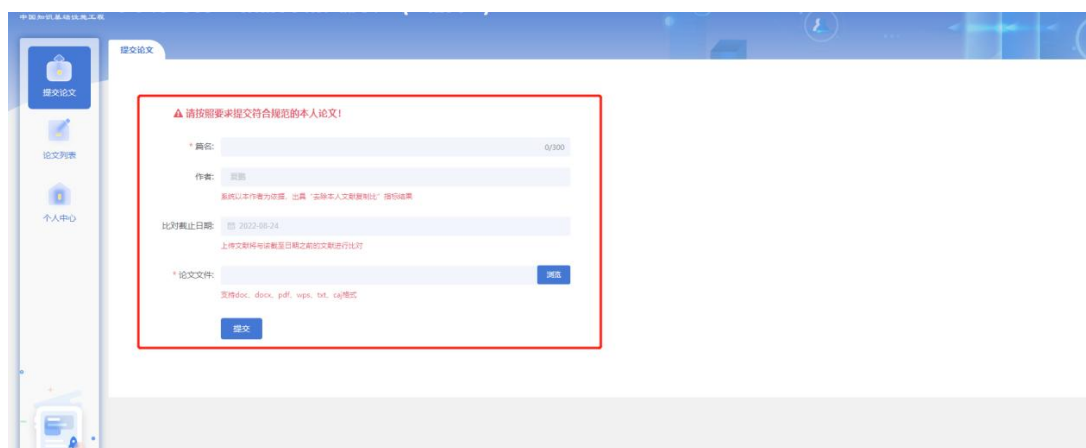 中国知识基础设施工程
提交论文
提交论文
论文列表
个人中心
请按照要求提交符合规范的本人论文!
* 篇名:
0/300
作者:
系统以本作者为依据，出具“去除本人文献复制比”指标结果
比对截止日期: 2022-08-24
上传文献将与该截至日期之前的文献进行比对
* 论文文件: 浏览
支持doc、docx、pdf、wps、txt、caj格式
提交